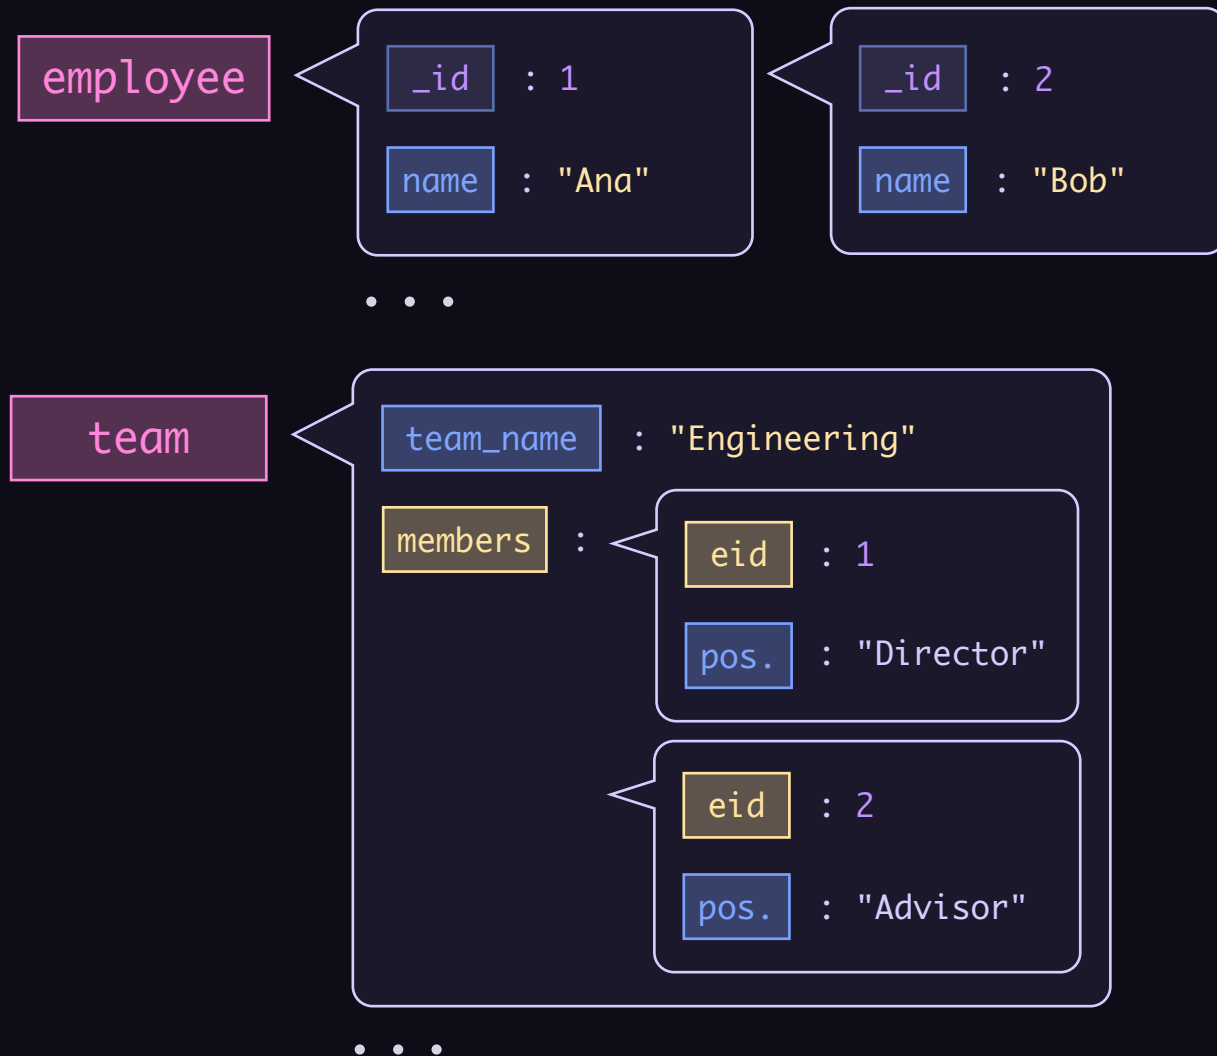 employee
_id : 1
name : "Ana"
_id : 2
name : "Bob"
...
team
team_name : "Engineering"
members :
eid : 1
pos. : "Director"
eid : 2
pos. : "Advisor"
...